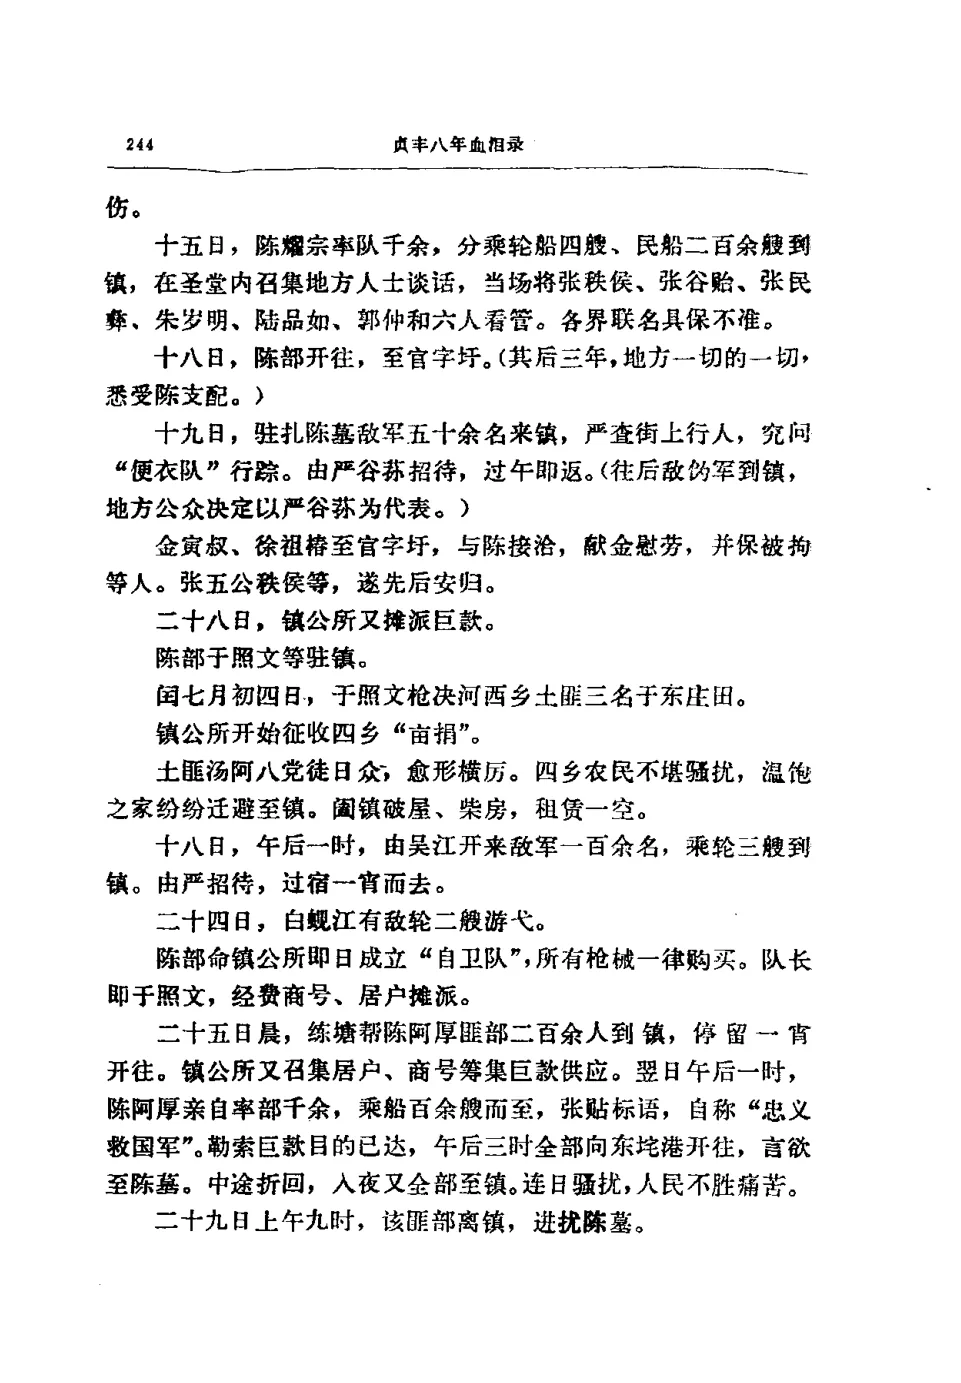 244
贞丰八年血泪录
伤。
十五日，陈耀宗率队千余，分乘轮船四艘、民船二百余艘到
镇，在圣堂内召集地方人士谈话，当场将张秩侯、张谷贻、张民
彝、朱岁明、陆品如、郭仲和六人看管。各界联名具保不准。
十八日，陈部开往，至官字圩。(其后三年，地方一切的一切，
悉受陈支配。)
十九日，驻扎陈墓敌军五十余名来镇，严查街上行人，究问
“便衣队”行踪。由严谷荪招待，过午即返。(往后敌伪军到镇，
地方公众决定以严谷荪为代表。)
金寅叔、徐祖椿至官字圩，与陈接洽，献金慰劳，并保被拘
等人。张五公秩侯等，遂先后安归。
二十八日，镇公所又摊派巨款。
陈部于照文等驻镇。
闰七月初四日，于照文枪决河西乡土匪三名于东庄田。
镇公所开始征收四乡“亩捐”。
土匪汤阿八党徒日众，愈形横厉。四乡农民不堪骚扰，温饱
之家纷纷迁避至镇。阖镇破屋、柴房，租赁一空。
十八日，午后一时，由吴江开来敌军一百余名，乘轮三艘到
镇。由严招待，过宿一宵而去。
二十四日，白蚬江有敌轮二艘游弋。
陈部命镇公所即日成立“自卫队”，所有枪械一律购买。队长
即于照文，经费商号、居户摊派。
二十五日晨，练塘帮陈阿厚匪部二百余人到镇，停留一宵
开往。镇公所又召集居户、商号筹集巨款供应。翌日午后一时，
陈阿厚亲自率部千余，乘船百余艘而至，张贴标语，自称“忠义
救国军”。勒索巨款目的已达，午后三时全部向东垞港开往，言欲
至陈墓。中途折回，入夜又全部至镇。连日骚扰，人民不胜痛苦。
二十九日上午九时，该匪部离镇，进扰陈墓。